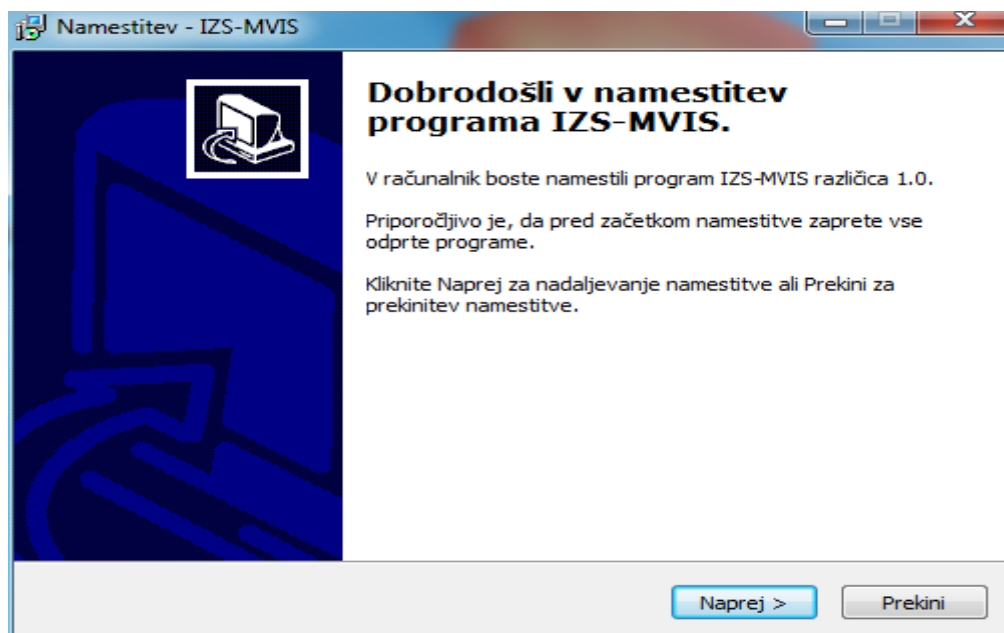 Namestitev - IZS-MVIS
Dobrodošli v namestitev
programa IZS-MVIS.
V računalnik boste namestili program IZS-MVIS različica 1.0.
Priporočljivo je, da pred začetkom namestitve zaprete vse
odprte programe.
Kliknite Naprej za nadaljevanje namestitve ali Prekini za
prekinitev namestitve.
Naprej >
Prekini